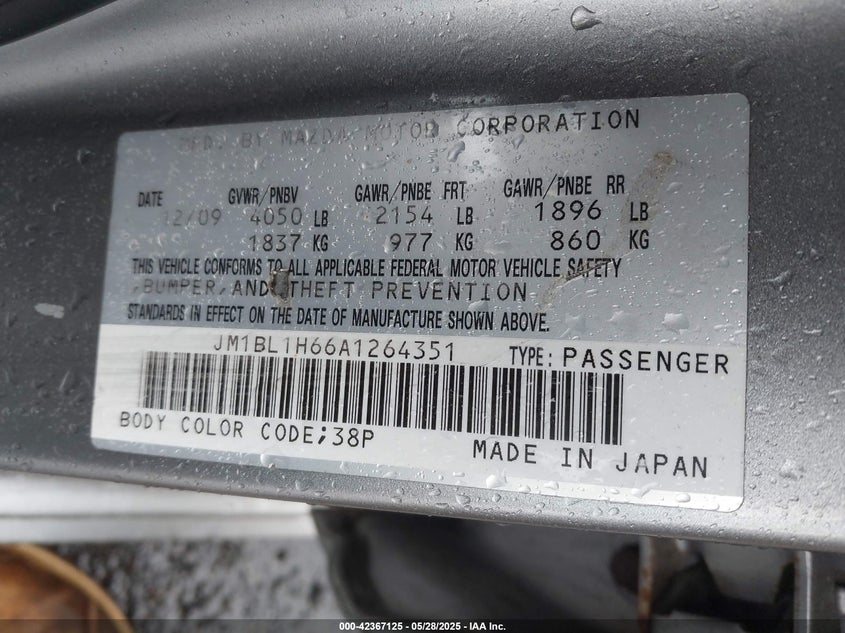 MFD. BY MAZDA MOTOR CORPORATION
DATE GVWR/PNBV GAWR/PNBE FRT GAWR/PNBE RR
12/09 4050 LB 2154 LB 1896 LB
1837 KG 977 KG 860 KG
THIS VEHICLE CONFORMS TO ALL APPLICABLE FEDERAL MOTOR VEHICLE SAFETY
,BUMPER,AND THEFT PREVENTION
STANDARDS IN EFFECT ON THE DATE OF MANUFACTURE SHOWN ABOVE.
JM1BL1H66A1264351 TYPE: PASSENGER
BODY COLOR CODE;38P
MADE IN JAPAN
000-42367125 - 05/28/2025 - IAA Inc.